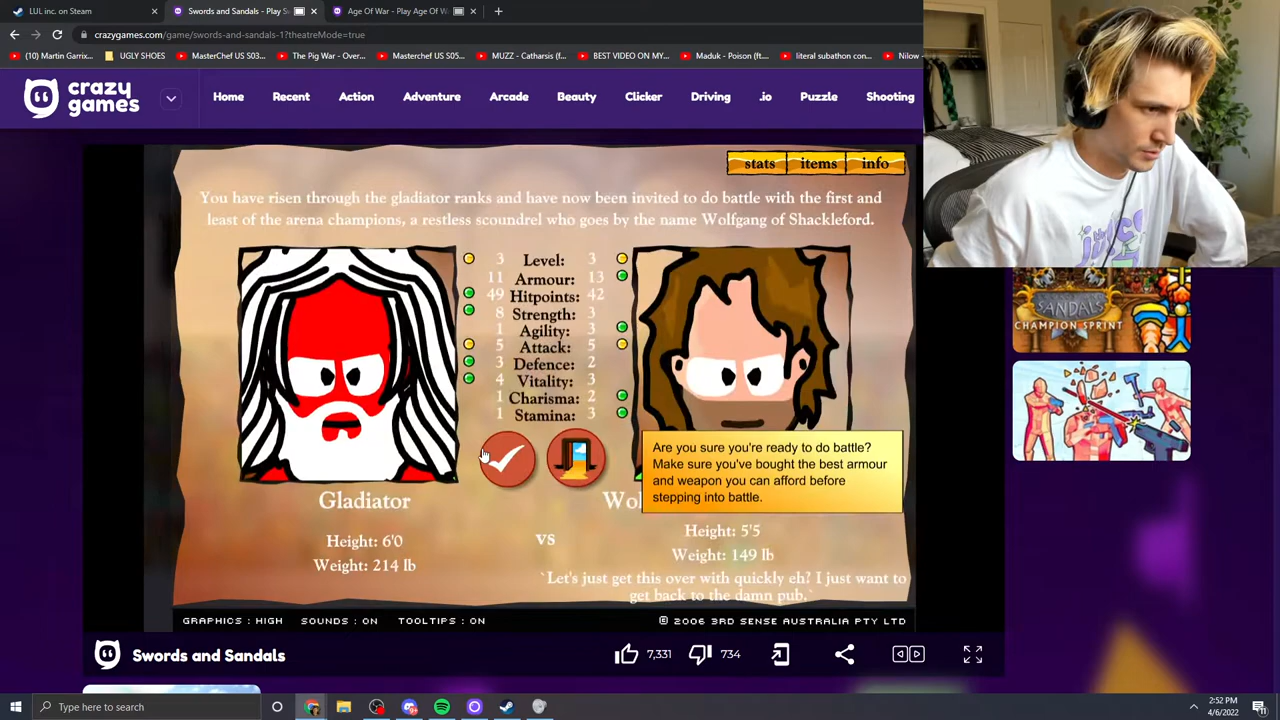 LUL inc. on Steam
Swords and Sandals - Play Sw
Age Of War - Play Age Of W
crazygames.com/game/swords-and-sandals-1?theatreMode=true
(10) Martin Garrix...
UGLY SHOES
MasterChef US S03...
The Pig War - Over...
Masterchef US S05...
MUZZ - Catharsis (f...
BEST VIDEO ON MY...
Maduk - Poison (ft....
literal subathon con...
Nilow
crazy games
Home
Recent
Action
Adventure
Arcade
Beauty
Clicker
Driving
.io
Puzzle
Shooting
stats
items
info
You have risen through the gladiator ranks and have now been invited to do battle with the first and
least of the arena champions, a restless scoundrel who goes by the name Wolfgang of Shackleford.
3 Level: 3
11 Armour: 13
49 Hitpoints: 42
8 Strength: 3
1 Agility: 3
5 Attack: 5
3 Defence: 2
4 Vitality: 3
1 Charisma: 2
1 Stamina: 3
Are you sure you're ready to do battle?
Make sure you've bought the best armour
and weapon you can afford before
stepping into battle.
Gladiator
Wol
Height: 6'0
Weight: 214 lb
vs
Height: 5'5
Weight: 149 lb
`Let's just get this over with quickly eh? I just want to
get back to the damn pub.`
GRAPHICS : HIGH
SOUNDS : ON
TOOLTIPS : ON
© 2006 3RD SENSE AUSTRALIA PTY LTD
SANDALS
CHAMPION SPRINT
Swords and Sandals
7,331
734
Type here to search
2:52 PM
4/6/2022